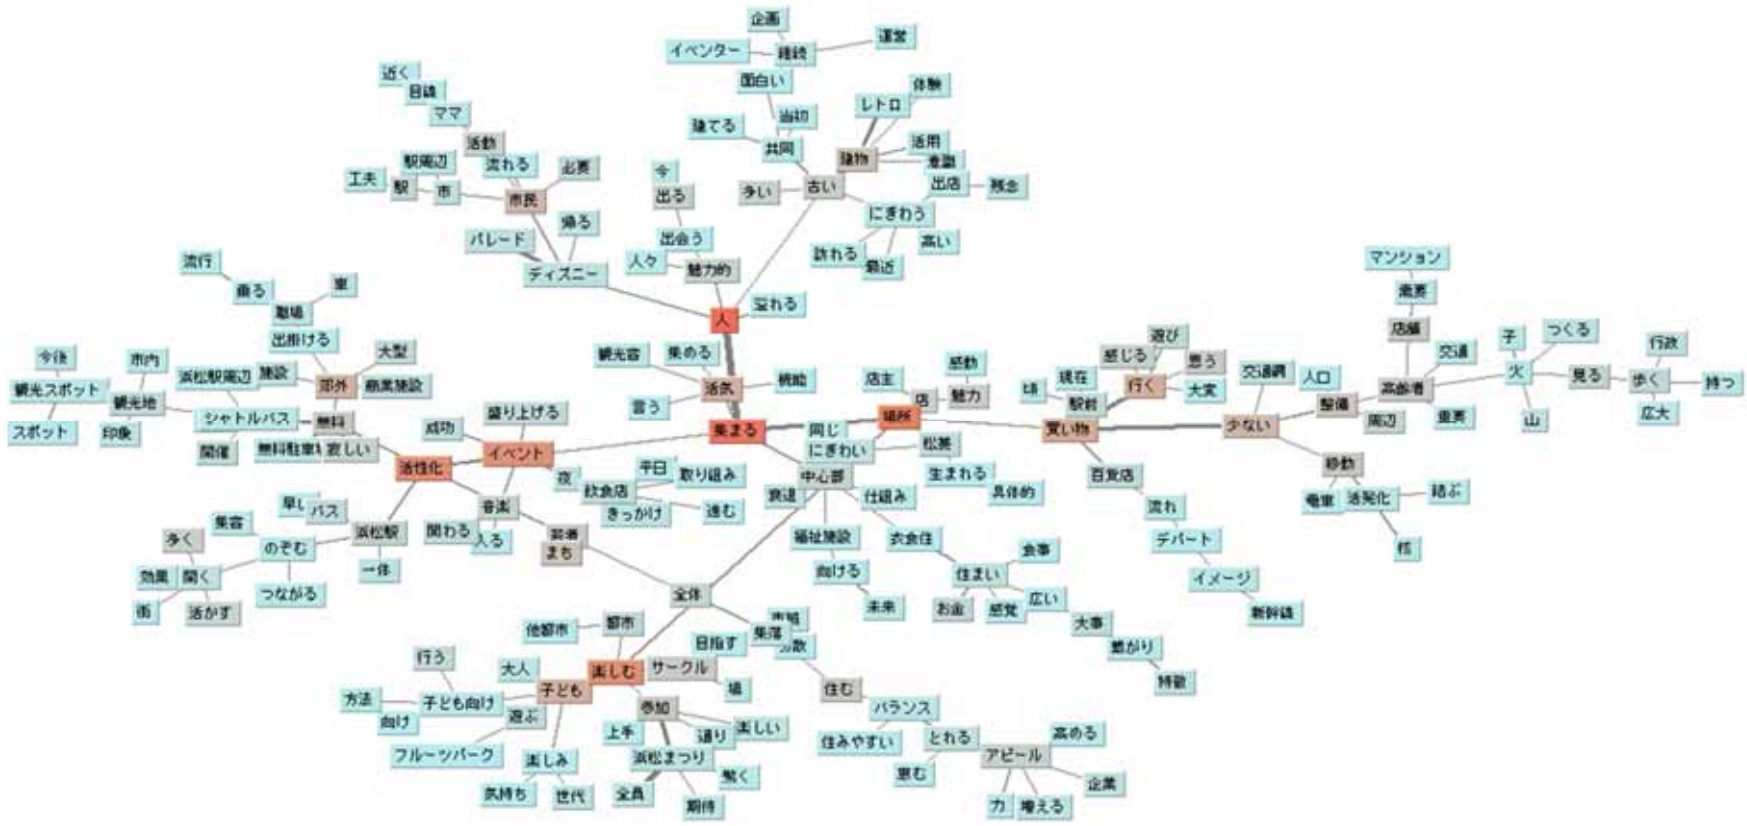 企画
運営
イベンター
継続
面白い
体験
レトロ
近く
目線
ママ
当初
建てる
活動
共同
活用
建物
意識
駅周辺
流れる
必要
今
工夫
駅
市
市民
出る
多い
古い
出店
残念
にぎわう
帰る
パレード
出会う
高い
人々
魅力的
訪れる
最近
ディズニー
流行
乗る
車
溢れる
人
マンション
需要
店舗
出掛ける
大型
観光客
集める
感動
遊び
感じる
思う
子
つくる
行政
今後
市内
浜松駅周辺
施設
郊外
商業施設
活気
機能
店主
店
魅力
頃
現在
駅前
行く
大変
人口
交通
高齢者
火
見る
歩く
持つ
観光スポット
観光地
シャトルバス
無料
盛り上げる
言う
場所
整備
周辺
重要
山
広大
スポット
印象
開催
寂しい
成功
イベント
集まる
同じ
にぎわい
買い物
少ない
活性化
夜
平日
取り組み
中心部
衰退
生まれる
具体的
百貨店
移動
飲食店
きっかけ
進む
仕組み
流れ
電車
活発化
結ぶ
核
バス
音楽
多く
のぞむ
浜松駅
関わる
入る
まち
福祉施設
衣食住
食事
デパート
効果
開く
一体
つながる
向ける
住まい
イメージ
街
活かす
全体
未来
お金
感覚
広い
新幹線
他都市
都市
目指す
集落
大事
繋がり
特徴
行う
大人
楽しむ
サークル
場
住む
方法
子ども向け
子ども
向け
遊ぶ
参加
バランス
上手
通り
楽しい
住みやすい
とれる
高める
フルーツパーク
楽しみ
浜松まつり
驚く
恵む
アピール
企業
気持ち
世代
全員
期待
力
増える